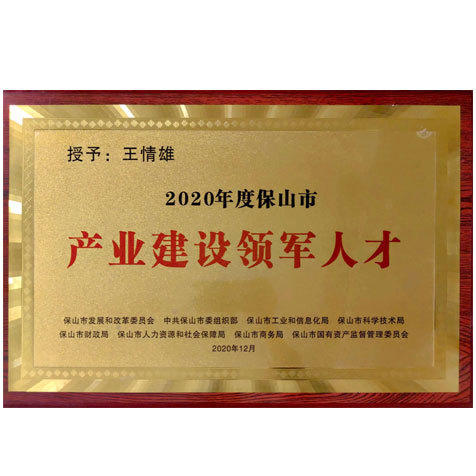 授予：王情雄
2020年度保山市
产业建设领军人才
保山市发展和改革委员会 中共保山市委组织部 保山市工业和信息化局 保山市科学技术局
保山市财政局 保山市人力资源和社会保障局 保山市商务局 保山市国有资产监督管理委员会
2020年12月